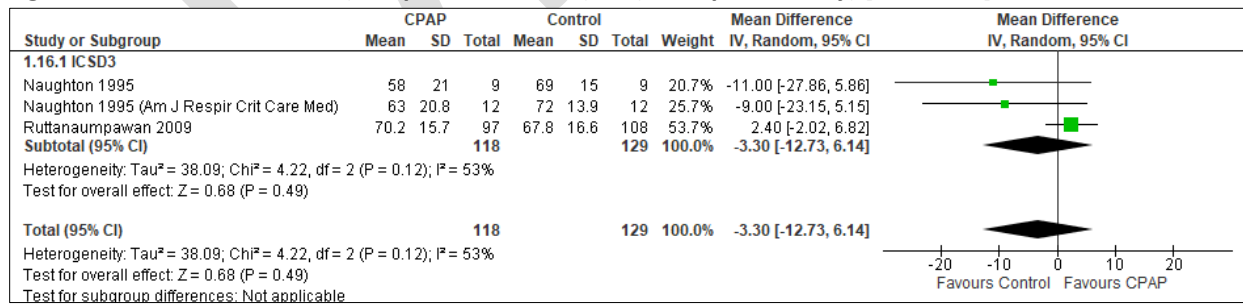 CPAP Control Mean Difference Mean Difference
Study or Subgroup Mean SD Total Mean SD Total Weight IV, Random, 95% CI IV, Random, 95% CI
1.16.1 ICSD3
Naughton 1995 58 21 9 69 15 9 20.7% -11.00 [-27.86, 5.86]
Naughton 1995 (Am J Respir Crit Care Med) 63 20.8 12 72 13.9 12 25.7% -9.00 [-23.15, 5.15]
Ruttanaumpawan 2009 70.2 15.7 97 67.8 16.6 108 53.7% 2.40 [-2.02, 6.82]
Subtotal (95% CI) 118 129 100.0% -3.30 [-12.73, 6.14]
Heterogeneity: Tau² = 38.09; Chi² = 4.22, df = 2 (P = 0.12); I² = 53%
Test for overall effect: Z = 0.68 (P = 0.49)
Total (95% CI) 118 129 100.0% -3.30 [-12.73, 6.14]
Heterogeneity: Tau² = 38.09; Chi² = 4.22, df = 2 (P = 0.12); I² = 53%
Test for overall effect: Z = 0.68 (P = 0.49)
Test for subgroup differences: Not applicable
-20 -10 0 10 20
Favours Control Favours CPAP